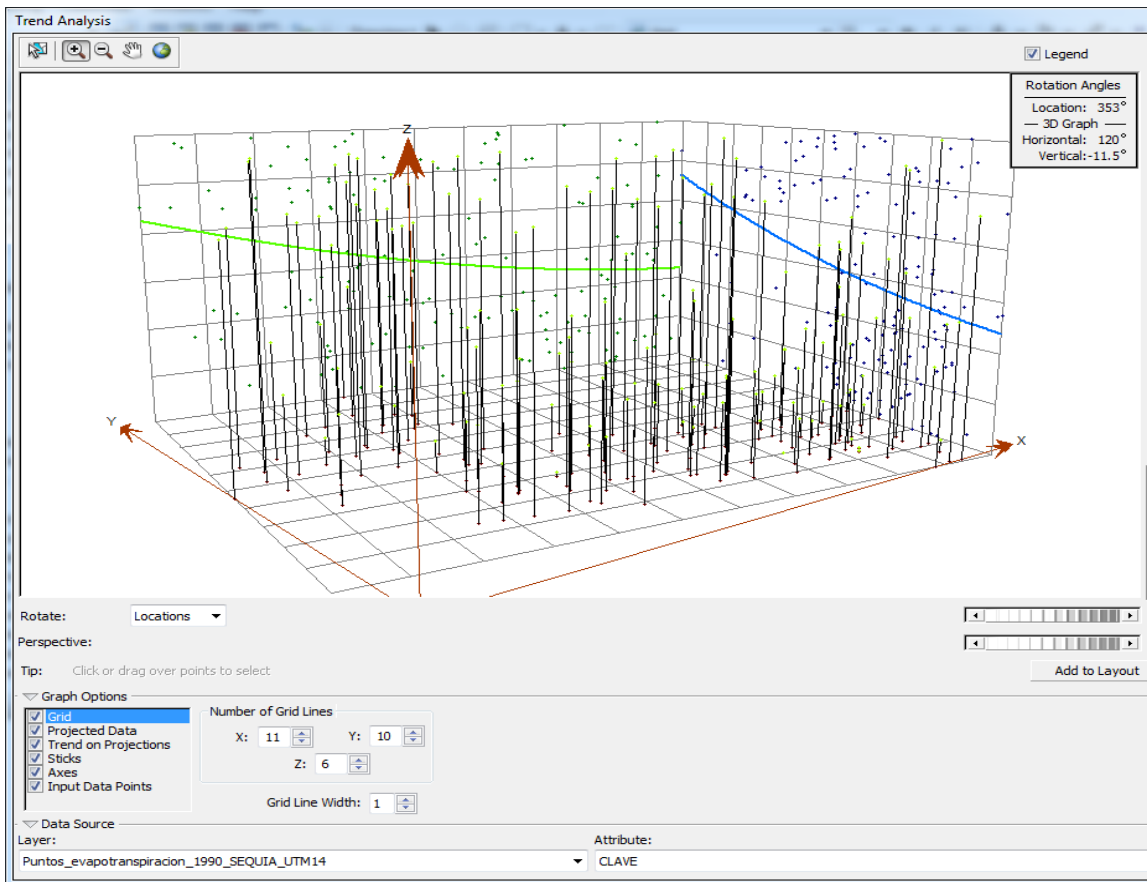 Trend Analysis
Legend
Rotation Angles
Location: 353°
3D Graph
Horizontal: 120°
Vertical:-11.5°
Z
Y
X
Rotate: Locations
Perspective:
Tip: Click or drag over points to select
Add to Layout
Graph Options
Grid
Projected Data
Trend on Projections
Sticks
Axes
Input Data Points
Number of Grid Lines
X: 11 Y: 10
Z: 6
Grid Line Width: 1
Data Source
Layer: Attribute:
Puntos_evapotranspiracion_1990_SEQUIA_UTM14 CLAVE